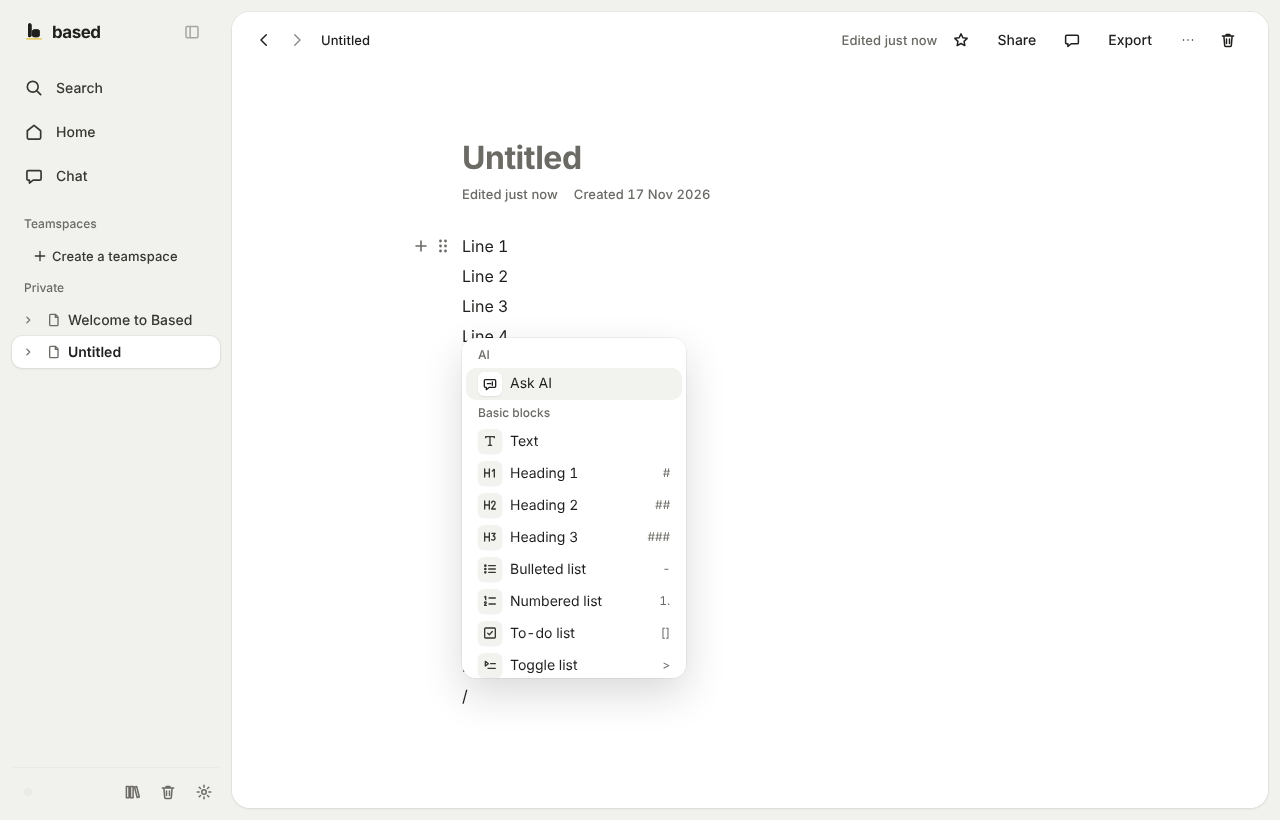 based
Search
Home
Chat
Teamspaces
Create a teamspace
Private
Welcome to Based
Untitled
Untitled
Edited just now
Share
Export
Untitled
Edited just now Created 17 Nov 2026
Line 1
Line 2
Line 3
Line 4
AI
Ask AI
Basic blocks
Text
Heading 1 #
Heading 2 ##
Heading 3 ###
Bulleted list -
Numbered list 1.
To-do list []
Toggle list >
/